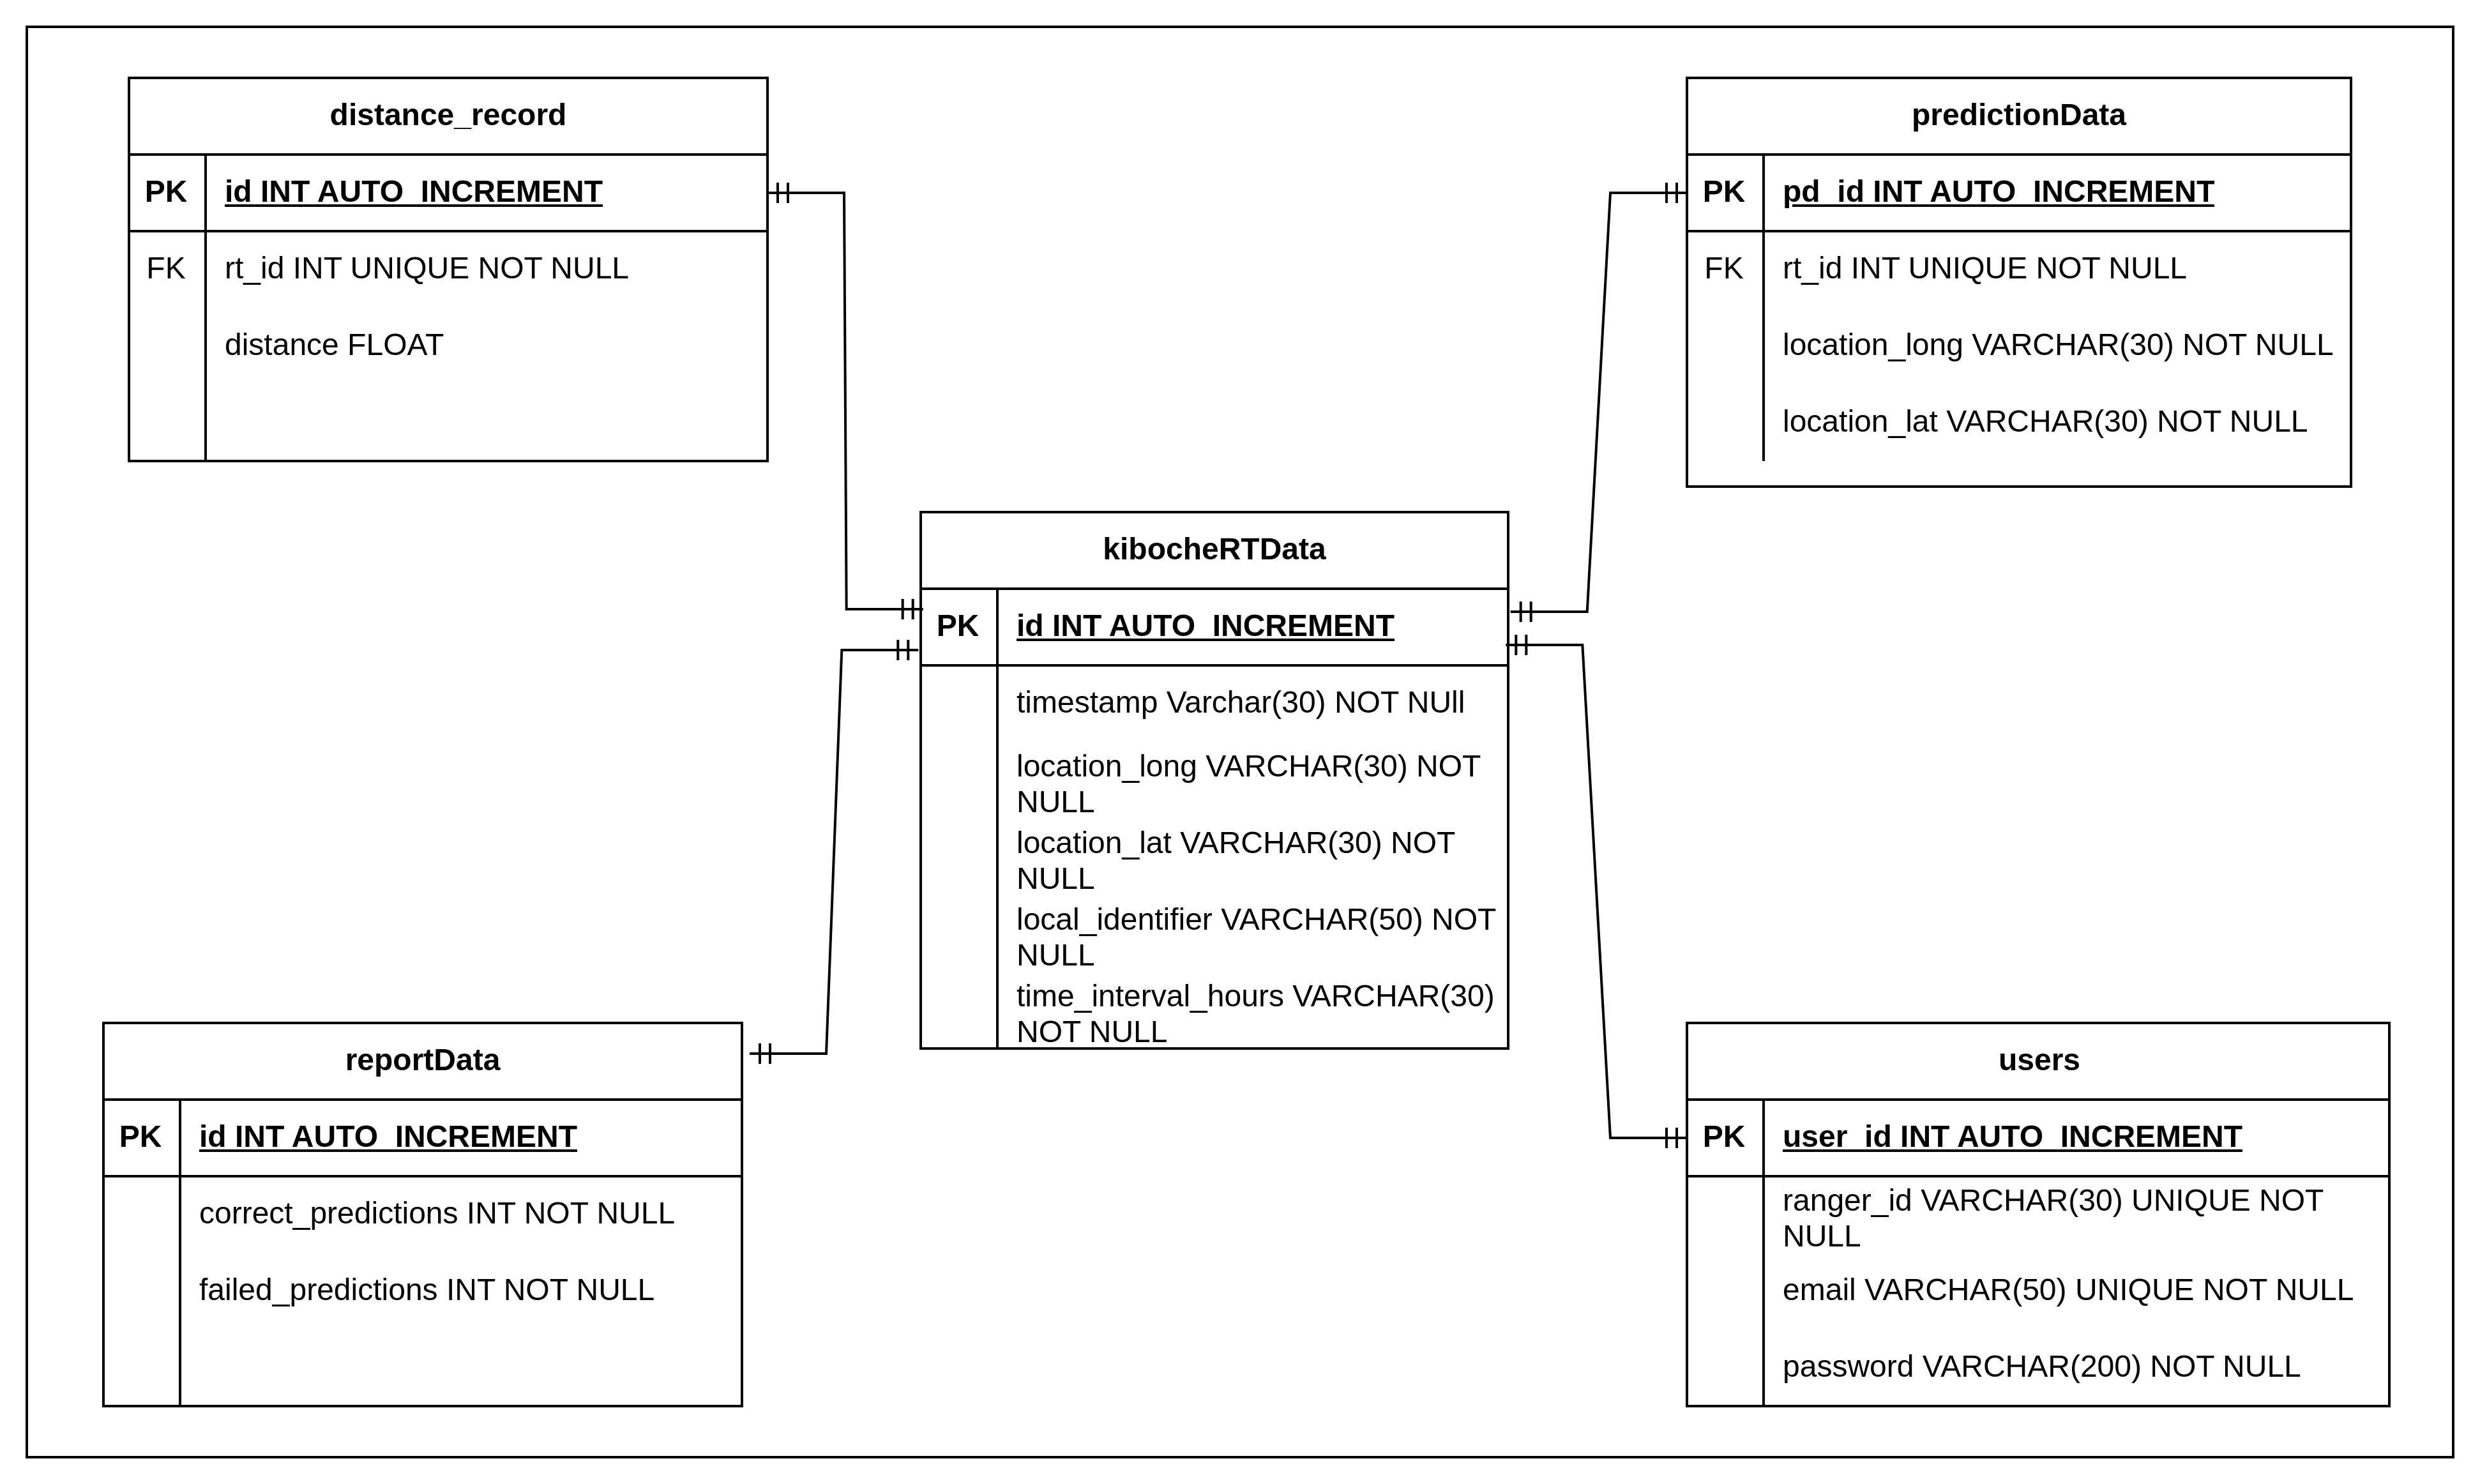 distance_record
PK id INT AUTO_INCREMENT
FK rt_id INT UNIQUE NOT NULL
distance FLOAT
predictionData
PK pd_id INT AUTO_INCREMENT
FK rt_id INT UNIQUE NOT NULL
location_long VARCHAR(30) NOT NULL
location_lat VARCHAR(30) NOT NULL
kibocheRTData
PK id INT AUTO_INCREMENT
timestamp Varchar(30) NOT NUll
location_long VARCHAR(30) NOT
NULL
location_lat VARCHAR(30) NOT
NULL
local_identifier VARCHAR(50) NOT
NULL
time_interval_hours VARCHAR(30)
NOT NULL
reportData
PK id INT AUTO_INCREMENT
correct_predictions INT NOT NULL
failed_predictions INT NOT NULL
users
PK user_id INT AUTO_INCREMENT
ranger_id VARCHAR(30) UNIQUE NOT
NULL
email VARCHAR(50) UNIQUE NOT NULL
password VARCHAR(200) NOT NULL